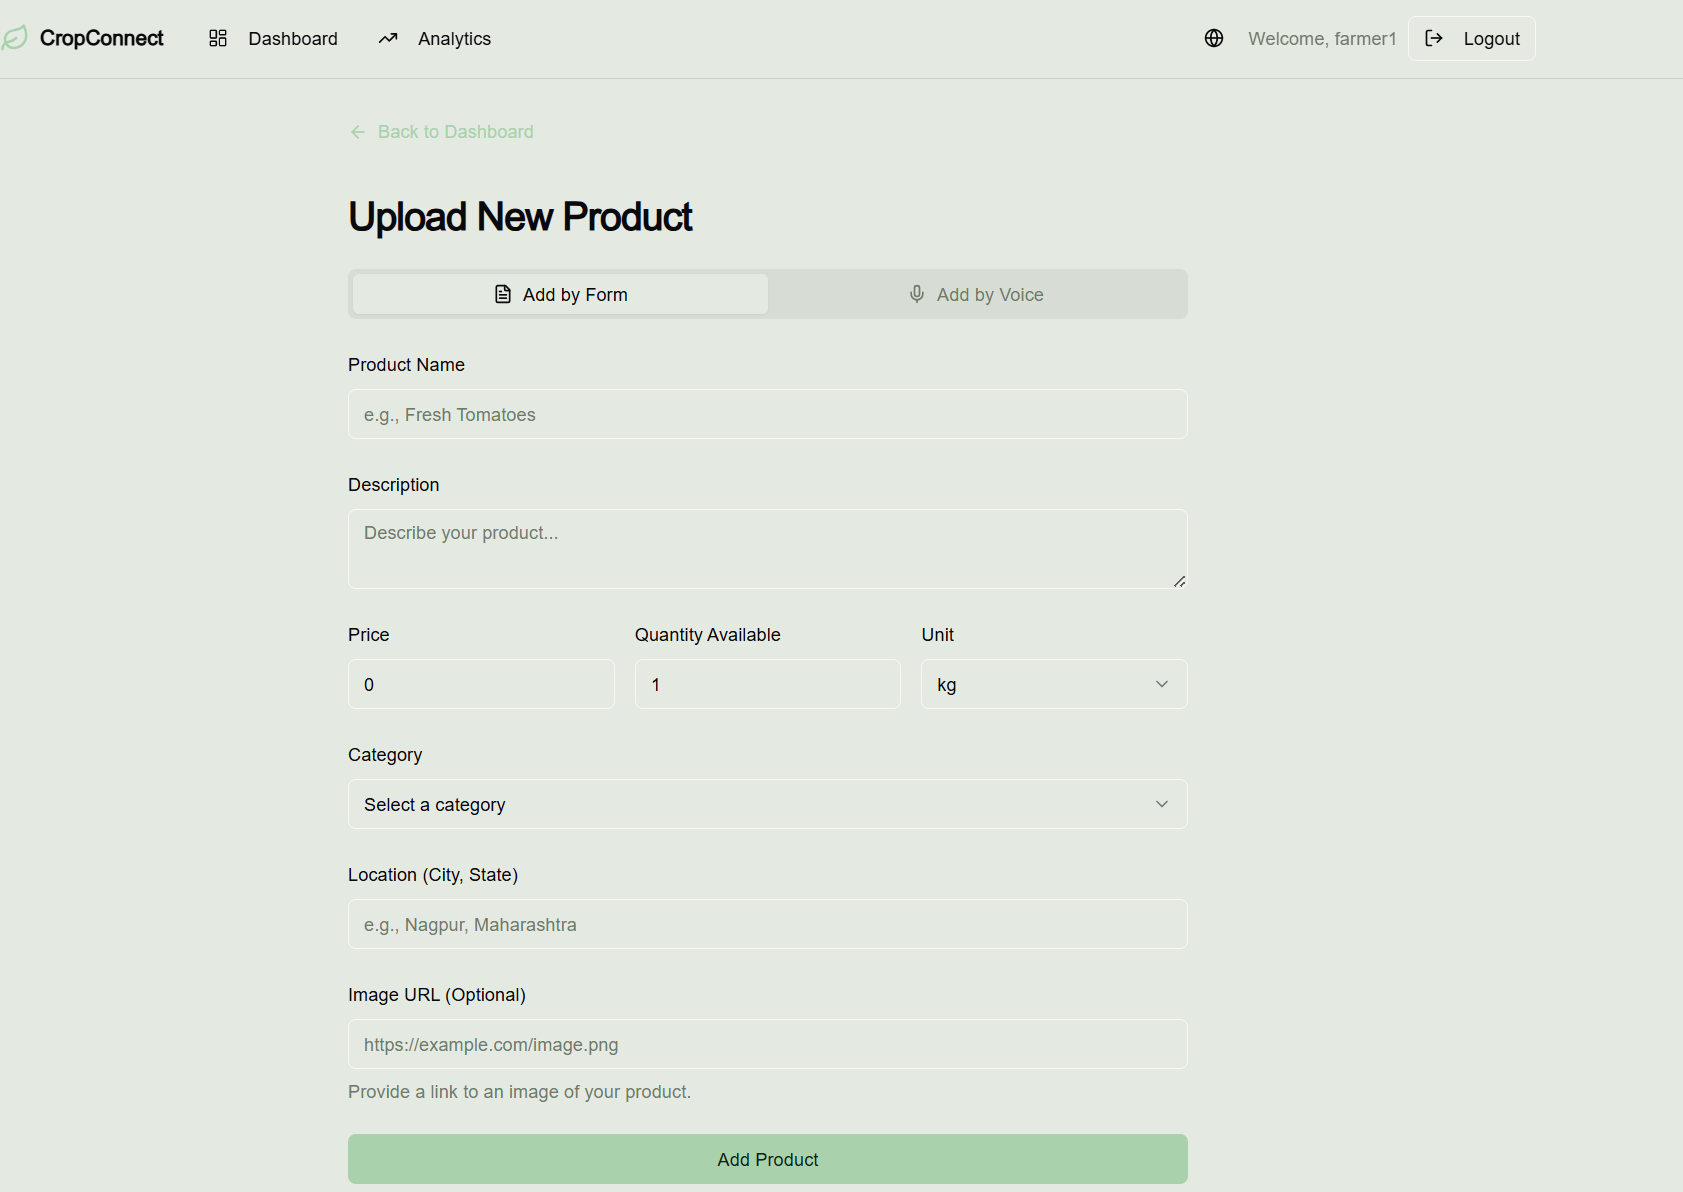 CropConnect Dashboard Analytics Welcome, farmer1 Logout
Back to Dashboard
Upload New Product
Add by Form Add by Voice
Product Name
e.g., Fresh Tomatoes
Description
Describe your product...
Price Quantity Available Unit
0 1 kg
Category
Select a category
Location (City, State)
e.g., Nagpur, Maharashtra
Image URL (Optional)
https://example.com/image.png
Provide a link to an image of your product.
Add Product